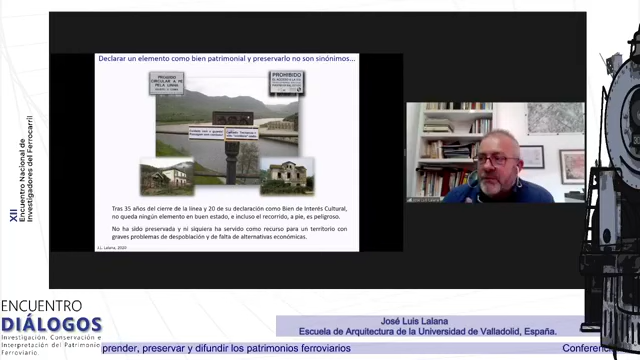 XII
Encuentro Nacional de
Investigadores del Ferrocarril
Declarar un elemento como bien patrimonial y preservarlo no son sinónimos...
PROHIBIDO
Tras 35 años del cierre de la línea y 20 de su declaración como Bien de Interés Cultural,
no queda ningún elemento en buen estado, e incluso el recorrido, a pie, es peligroso.
No ha sido preservada y ni siquiera ha servido como recurso para un territorio con
graves problemas de despoblación y de falta de alternativas económicas.
J.L. Lalana, 2020
ENCUENTRO
DIÁLOGOS
Investigación, Conservación e
Interpretación del Patrimonio
Ferroviario.
José Luis Lalana
Escuela de Arquitectura de la Universidad de Valladolid, España.
prender, preservar y difundir los patrimonios ferroviarios
Conferenc